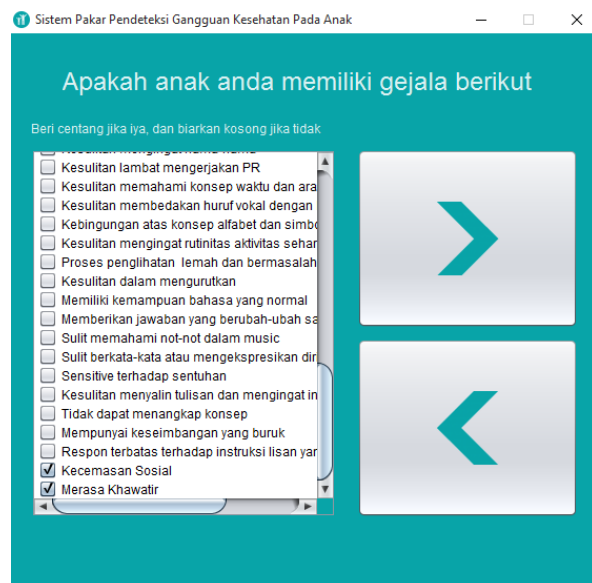 Sistem Pakar Pendeteksi Gangguan Kesehatan Pada Anak
Apakah anak anda memiliki gejala berikut
Beri centang jika iya, dan biarkan kosong jika tidak
Kesulitan lambat mengerjakan PR
Kesulitan memahami konsep waktu dan ara
Kesulitan membedakan huruf vokal dengan
Kebingungan atas konsep alfabet dan simbo
Kesulitan mengingat rutinitas aktivitas sehar
Proses penglihatan lemah dan bermasalah
Kesulitan dalam mengurutkan
Memiliki kemampuan bahasa yang normal
Memberikan jawaban yang berubah-ubah sa
Sulit memahami not-not dalam music
Sulit berkata-kata atau mengekspresikan dir
Sensitive terhadap sentuhan
Kesulitan menyalin tulisan dan mengingat in
Tidak dapat menangkap konsep
Mempunyai keseimbangan yang buruk
Respon terbatas terhadap instruksi lisan yar
Kecemasan Sosial
Merasa Khawatir